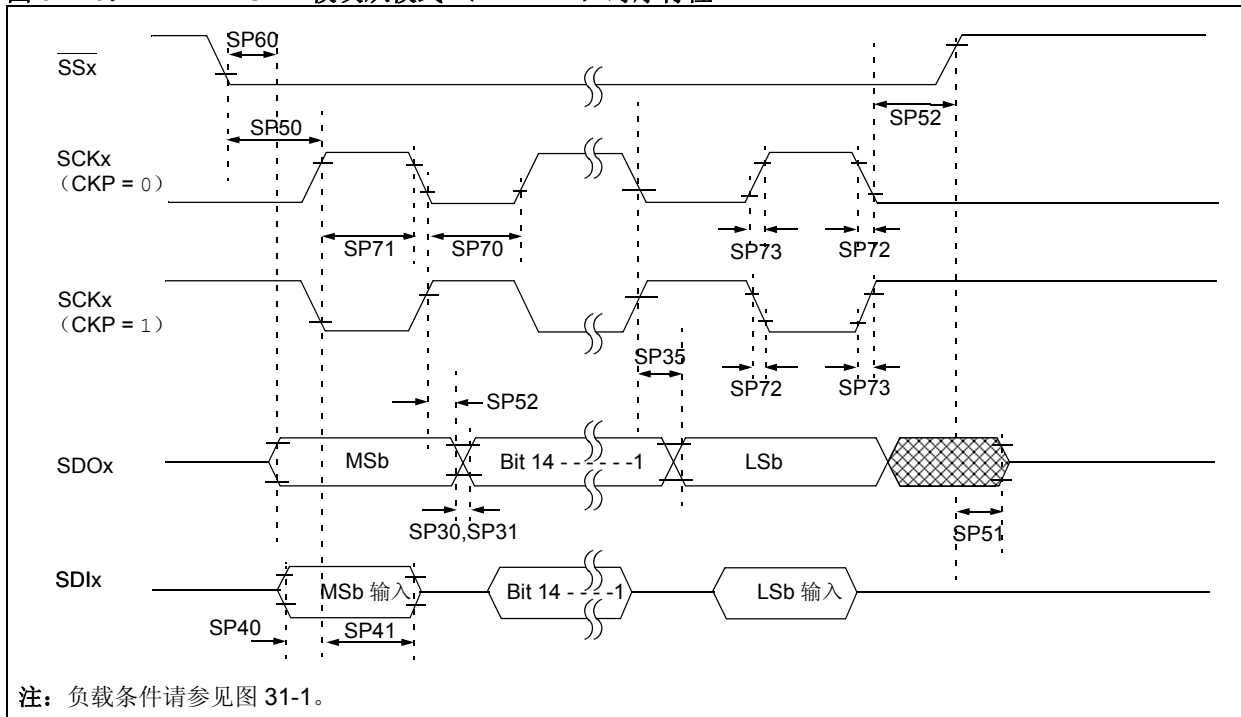 SP60
SSx
SP50
SP52
SCKx
（CKP = 0）
SP71
SP70
SP73
SP72
SCKx
（CKP = 1）
SP35
SP72
SP73
SP52
SDOx
MSb
Bit 14 - - - - - -1
LSb
SP30,SP31
SP51
SDIx
MSb 输入
Bit 14 - - - -1
LSb 输入
SP40
SP41
注：负载条件请参见图 31-1。